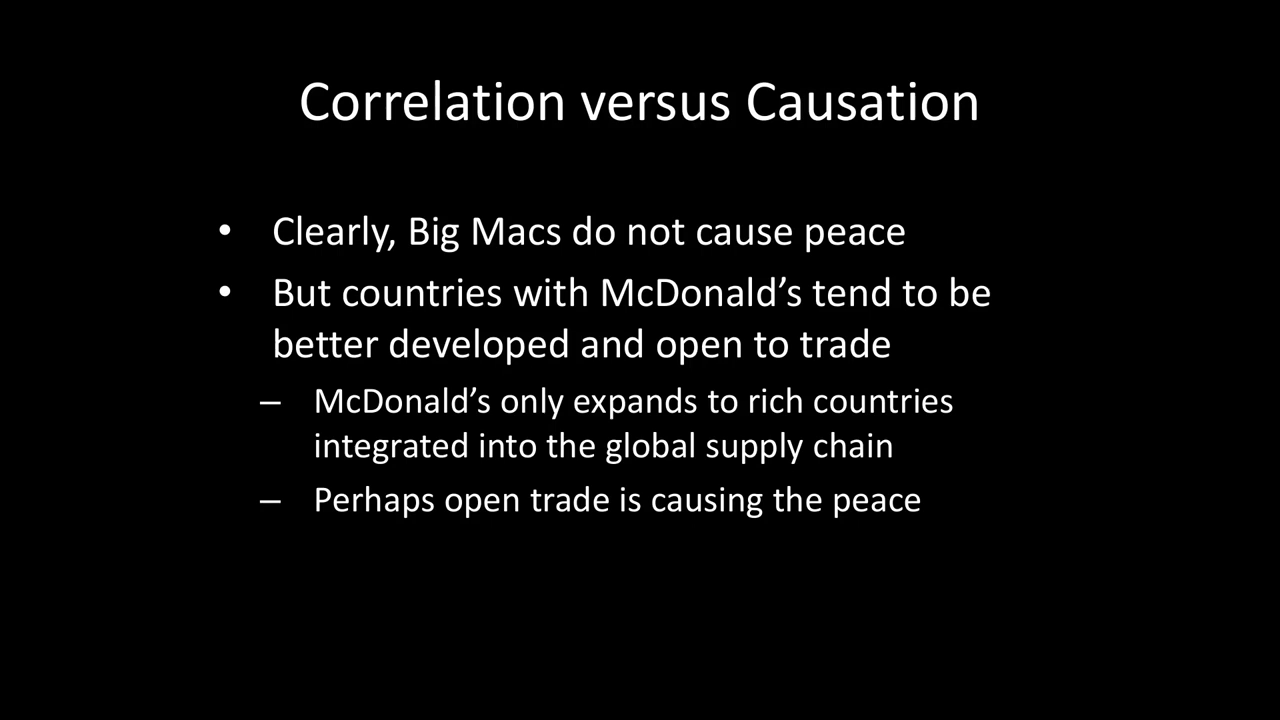 Correlation versus Causation
• Clearly, Big Macs do not cause peace
• But countries with McDonald’s tend to be
better developed and open to trade
– McDonald’s only expands to rich countries
integrated into the global supply chain
– Perhaps open trade is causing the peace